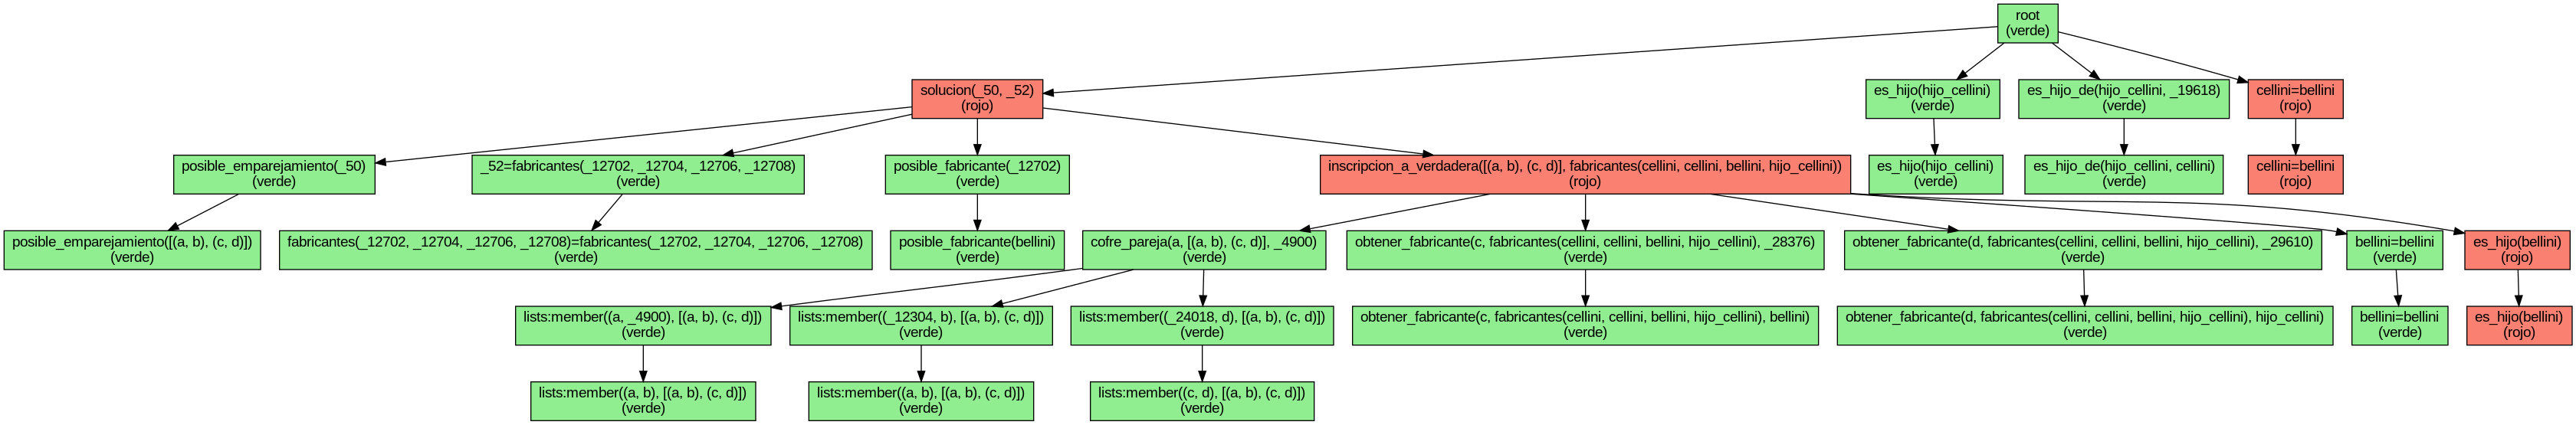 root
(verde)
solucion(_50, _52)
(rojo)
es_hijo(hijo_cellini)
(verde)
es_hijo_de(hijo_cellini, _19618)
(verde)
cellini=bellini
(rojo)
posible_emparejamiento(_50)
(verde)
_52=fabricantes(_12702, _12704, _12706, _12708)
(verde)
posible_fabricante(_12702)
(verde)
inscripcion_a_verdadera([(a, b), (c, d)], fabricantes(cellini, cellini, bellini, hijo_cellini))
(rojo)
es_hijo(hijo_cellini)
(verde)
es_hijo_de(hijo_cellini, cellini)
(verde)
cellini=bellini
(rojo)
posible_emparejamiento([(a, b), (c, d)])
(verde)
fabricantes(_12702, _12704, _12706, _12708)=fabricantes(_12702, _12704, _12706, _12708)
(verde)
posible_fabricante(bellini)
(verde)
cofre_pareja(a, [(a, b), (c, d)], _4900)
(verde)
obtener_fabricante(c, fabricantes(cellini, cellini, bellini, hijo_cellini), _28376)
(verde)
obtener_fabricante(d, fabricantes(cellini, cellini, bellini, hijo_cellini), _29610)
(verde)
bellini=bellini
(verde)
es_hijo(bellini)
(rojo)
lists:member((a, _4900), [(a, b), (c, d)])
(verde)
lists:member((_12304, b), [(a, b), (c, d)])
(verde)
lists:member((_24018, d), [(a, b), (c, d)])
(verde)
obtener_fabricante(c, fabricantes(cellini, cellini, bellini, hijo_cellini), bellini)
(verde)
obtener_fabricante(d, fabricantes(cellini, cellini, bellini, hijo_cellini), hijo_cellini)
(verde)
bellini=bellini
(verde)
es_hijo(bellini)
(rojo)
lists:member((a, b), [(a, b), (c, d)])
(verde)
lists:member((a, b), [(a, b), (c, d)])
(verde)
lists:member((c, d), [(a, b), (c, d)])
(verde)